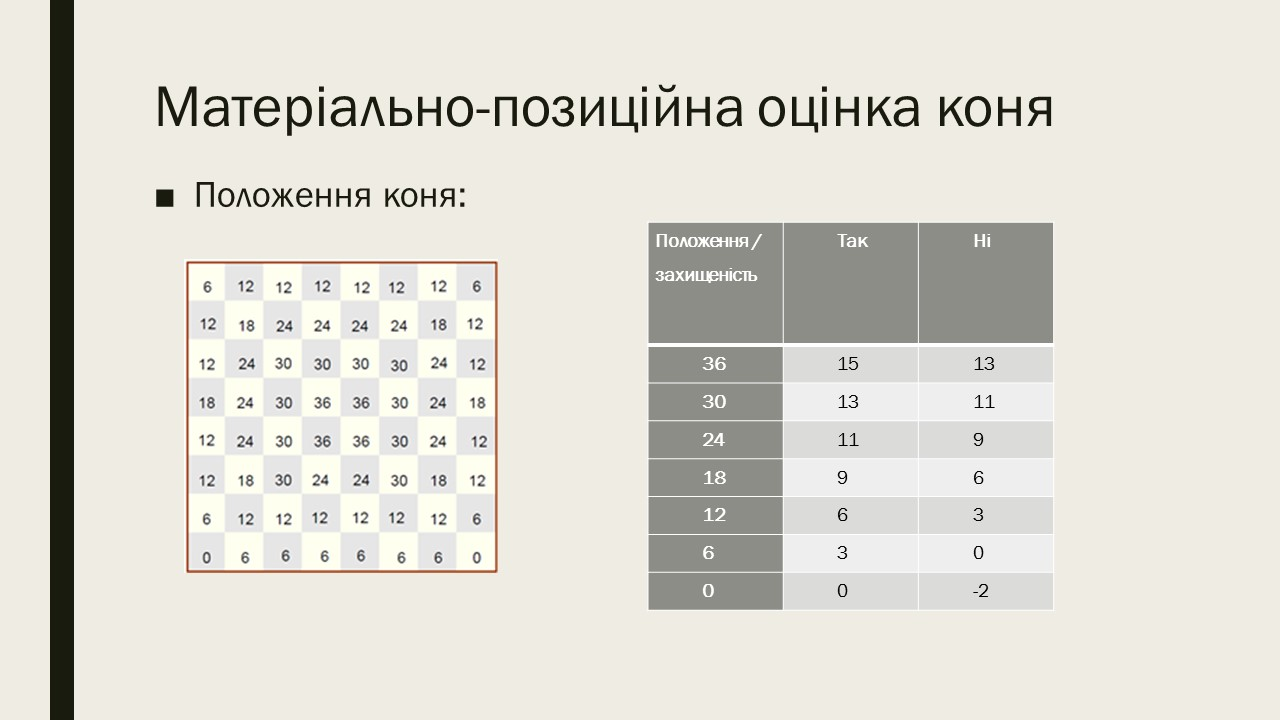 Матеріально-позиційна оцінка коня
■ Положення коня:
6 12 12 12 12 12 12 6
12 18 24 24 24 24 18 12
12 24 30 30 30 30 24 12
18 24 30 36 36 30 24 18
12 24 30 36 36 30 24 12
12 18 30 24 24 30 18 12
6 12 12 12 12 12 12 6
0 6 6 6 6 6 6 0
Положення / Так Ні
захищеність
36 15 13
30 13 11
24 11 9
18 9 6
12 6 3
6 3 0
0 0 -2